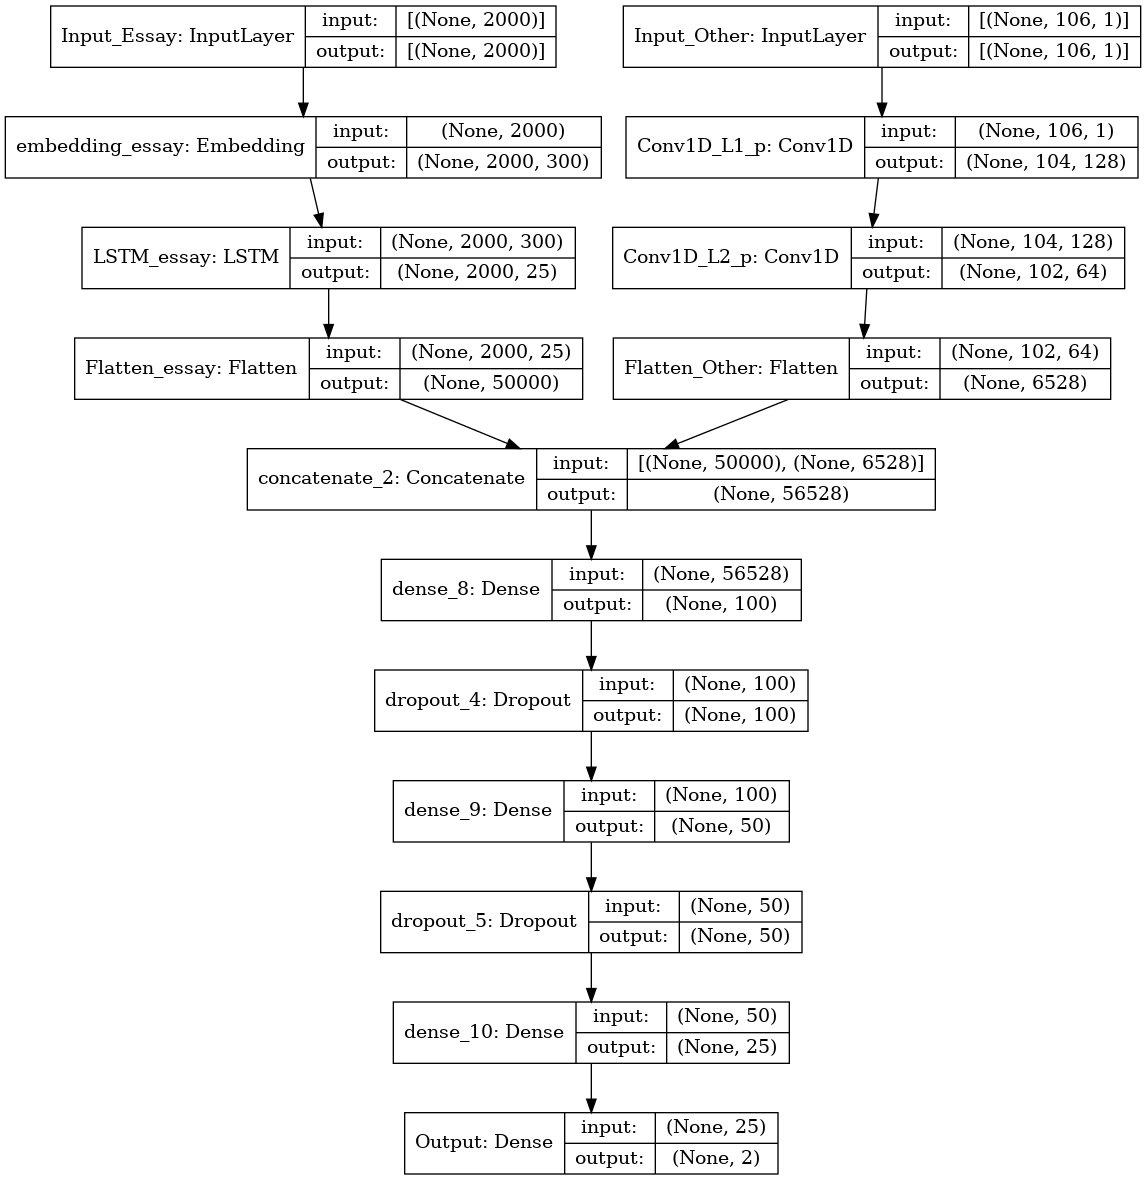 Input_Essay: InputLayer
input:
[(None, 2000)]
output:
[(None, 2000)]
Input_Other: InputLayer
input:
[(None, 106, 1)]
output:
[(None, 106, 1)]
embedding_essay: Embedding
input:
(None, 2000)
output:
(None, 2000, 300)
Conv1D_L1_p: Conv1D
input:
(None, 106, 1)
output:
(None, 104, 128)
LSTM_essay: LSTM
input:
(None, 2000, 300)
output:
(None, 2000, 25)
Conv1D_L2_p: Conv1D
input:
(None, 104, 128)
output:
(None, 102, 64)
Flatten_essay: Flatten
input:
(None, 2000, 25)
output:
(None, 50000)
Flatten_Other: Flatten
input:
(None, 102, 64)
output:
(None, 6528)
concatenate_2: Concatenate
input:
[(None, 50000), (None, 6528)]
output:
(None, 56528)
dense_8: Dense
input:
(None, 56528)
output:
(None, 100)
dropout_4: Dropout
input:
(None, 100)
output:
(None, 100)
dense_9: Dense
input:
(None, 100)
output:
(None, 50)
dropout_5: Dropout
input:
(None, 50)
output:
(None, 50)
dense_10: Dense
input:
(None, 50)
output:
(None, 25)
Output: Dense
input:
(None, 25)
output:
(None, 2)